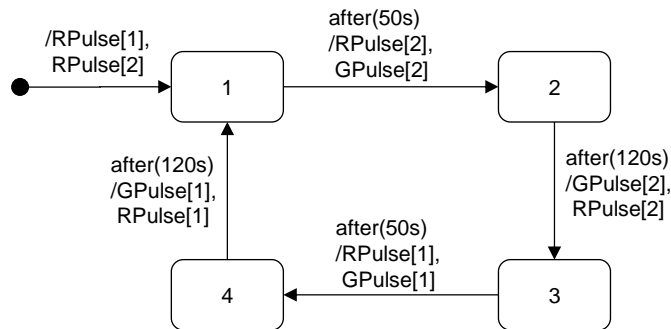 /RPulse[1],
RPulse[2]
after(50s)
/RPulse[2],
GPulse[2]
1
2
after(120s)
/GPulse[1],
RPulse[1]
after(120s)
/GPulse[2],
RPulse[2]
after(50s)
/RPulse[1],
GPulse[1]
4
3